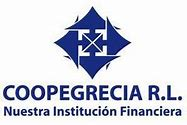 COOPEGRECIA R.L.
Nuestra Institución Financiera